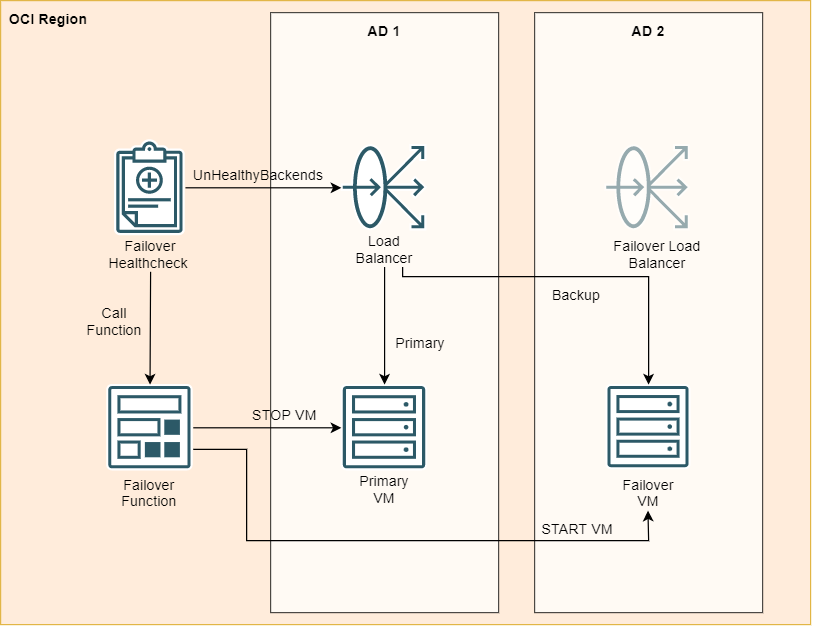 OCI Region
AD 1
AD 2
UnHealthyBackends
Failover
Healthcheck
Load
Balancer
Failover Load
Balancer
Call
Function
Backup
Primary
STOP VM
Failover
Function
Primary
VM
Failover
VM
START VM